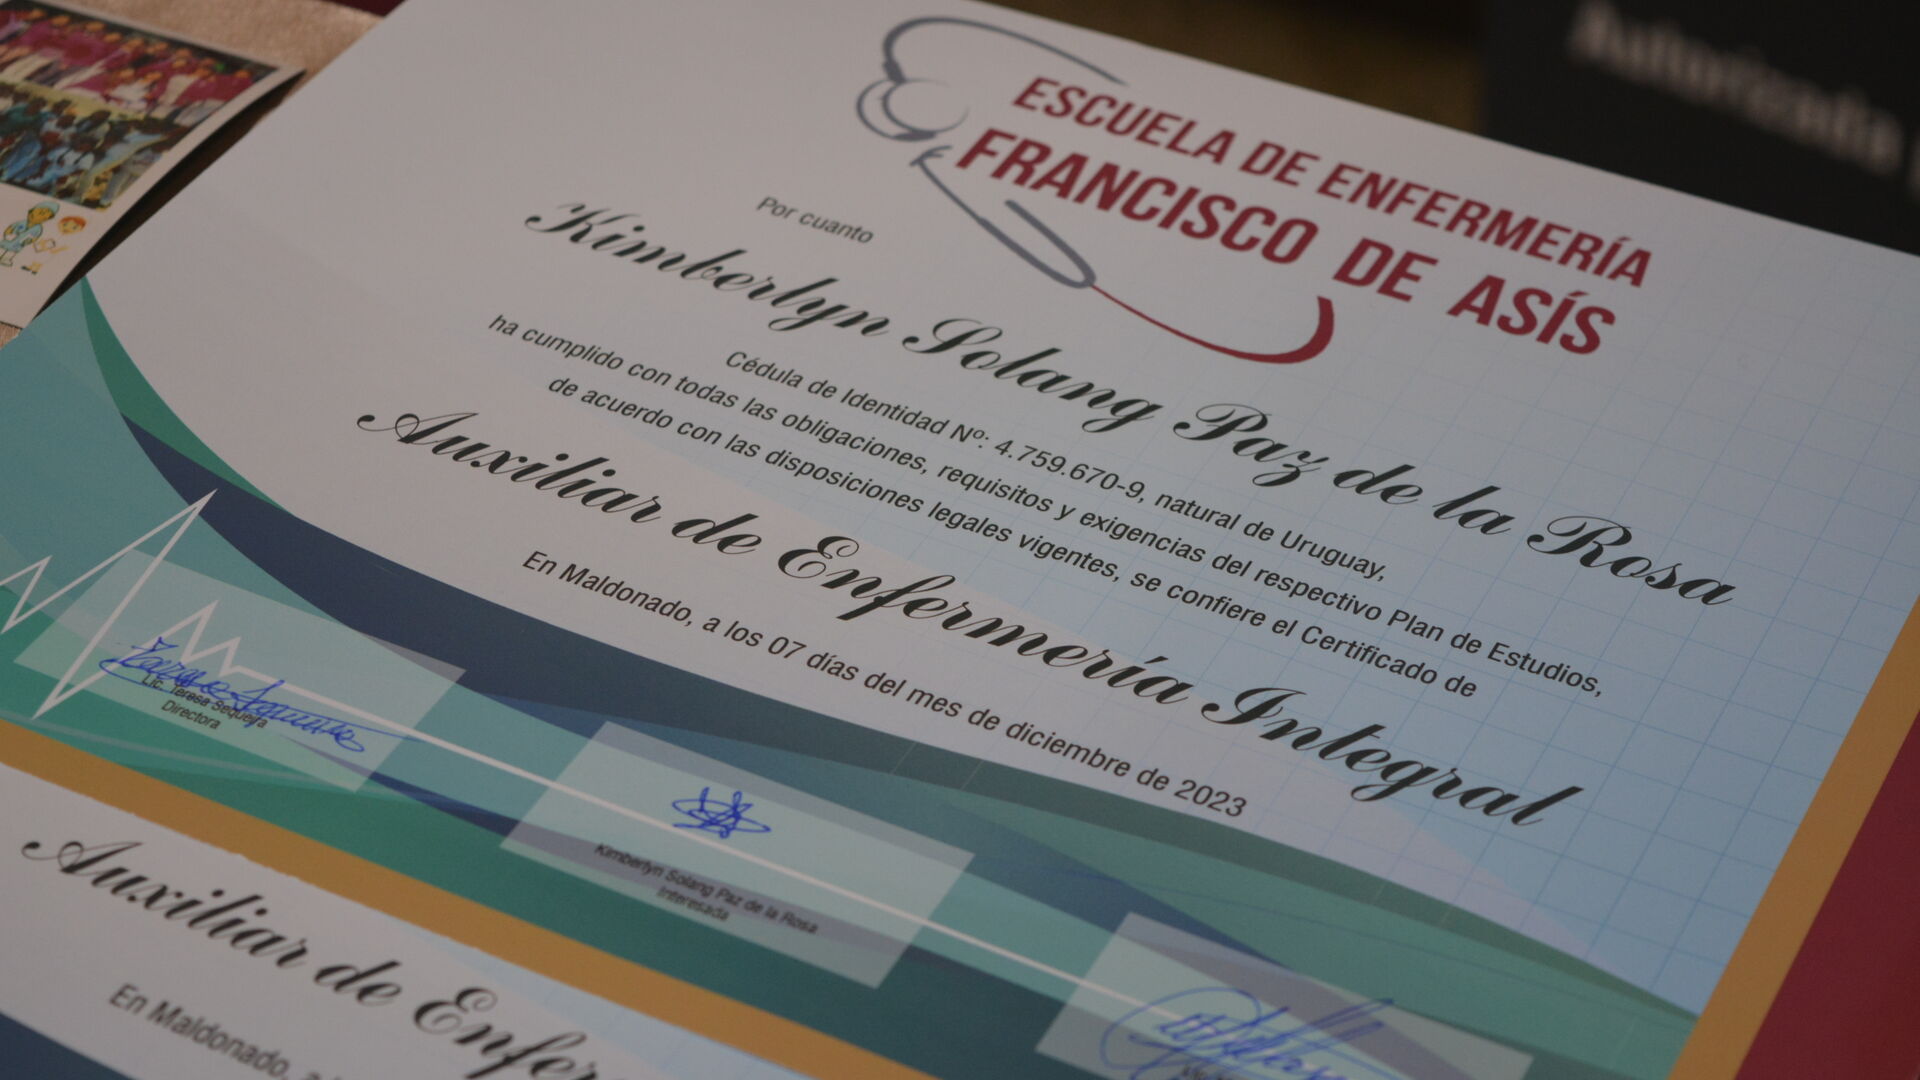 Autorizada
ESCUELA DE ENFERMERÍA
FRANCISCO DE ASÍS
Por cuanto
Kimberlyn Solang Paz de la Rosa
Cédula de Identidad Nº: 4.759.670-9, natural de Uruguay,
ha cumplido con todas las obligaciones, requisitos y exigencias del respectivo Plan de Estudios,
de acuerdo con las disposiciones legales vigentes, se confiere el Certificado de
Auxiliar de Enfermería Integral
En Maldonado, a los 07 días del mes de diciembre de 2023
Lic. Teresa Sequeira
Directora
Kimberlyn Solang Paz de la Rosa
Interesada
Auxiliar de Enfer
En Maldonado, a